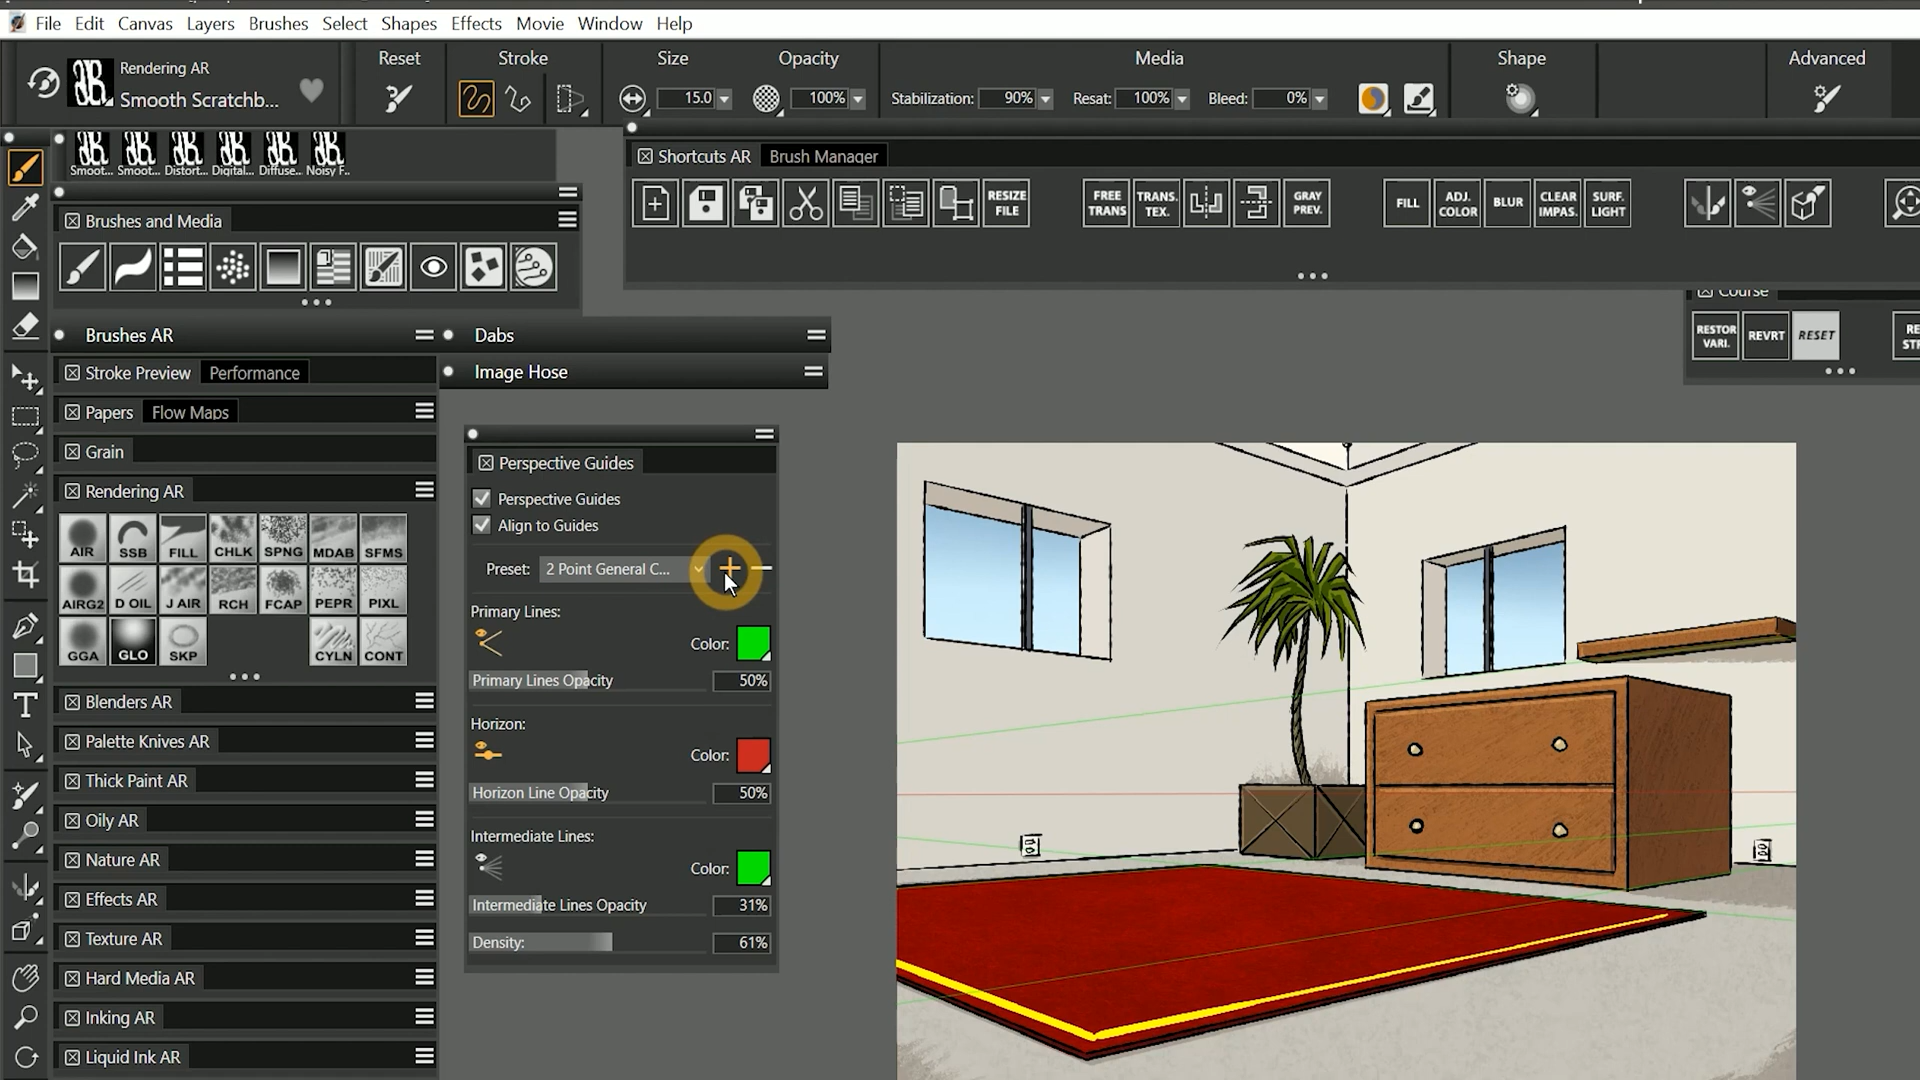 File Edit Canvas Layers Brushes Select Shapes Effects Movie Window Help
Reset Stroke Size Opacity Media Shape Advanced
Rendering AR
Smooth Scratchb...
15.0 100% Stabilization: 90% Resat: 100% Bleed: 0%
Smoot... Smoot... Distort... Digital... Diffuse... Noisy F..
Shortcuts AR Brush Manager
RESIZE FILE FREE TRANS TRANS. TEX. GRAY PREV. FILL ADJ. COLOR BLUR CLEAR IMPAS. SURF. LIGHT
Brushes and Media
Course
RESTOR VARI. REVRT RESET
Brushes AR
Dabs
Stroke Preview Performance
Image Hose
Papers Flow Maps
Grain
Rendering AR
AIR SSB FILL CHLK SPNG MDAB SFMS
AIRG2 D OIL J AIR RCH FCAP PEPR PIXL
GGA GLO SKP CYLN CONT
Blenders AR
Palette Knives AR
Thick Paint AR
Oily AR
Nature AR
Effects AR
Texture AR
Hard Media AR
Inking AR
Liquid Ink AR
Perspective Guides
Perspective Guides
Align to Guides
Preset: 2 Point General C...
Primary Lines:
Color:
Primary Lines Opacity 50%
Horizon:
Color:
Horizon Line Opacity 50%
Intermediate Lines:
Color:
Intermediate Lines Opacity 31%
Density: 61%